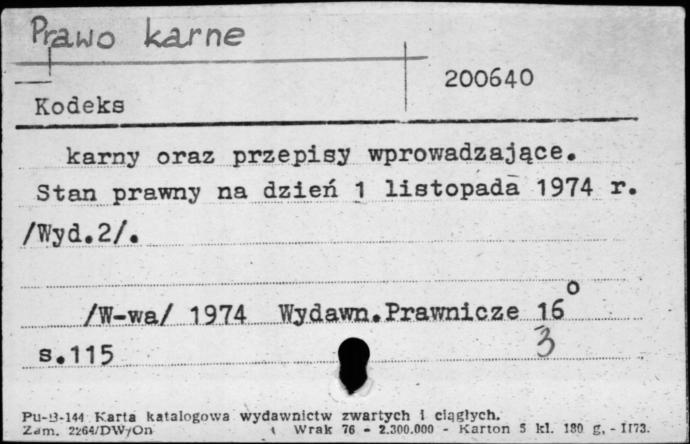 Prawo karne
200640
Kodeks
karny oraz przepisy wprowadzające.
Stan prawny na dzień 1 listopada 1974 r.
/Wyd.2/.
/W-wa/ 1974 Wydawn.Prawnicze 16°
s.115 3
Pu-B-144 Karta katalogowa wydawnictw zwartych i ciągłych.
Zam. 2264/DW/On Wrak 76 - 2.300.000 - Karton 5 kl. 180 g, - II73.